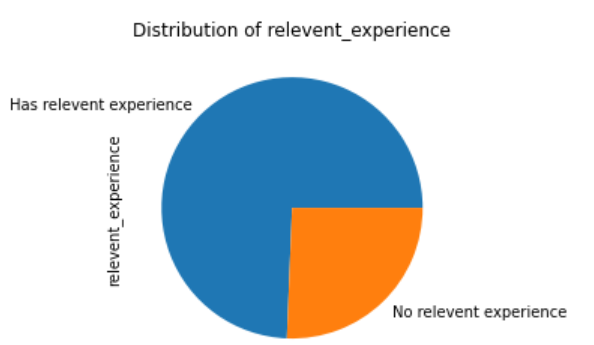 Distribution of relevent_experience
Has relevent experience
relevent_experience
No relevent experience